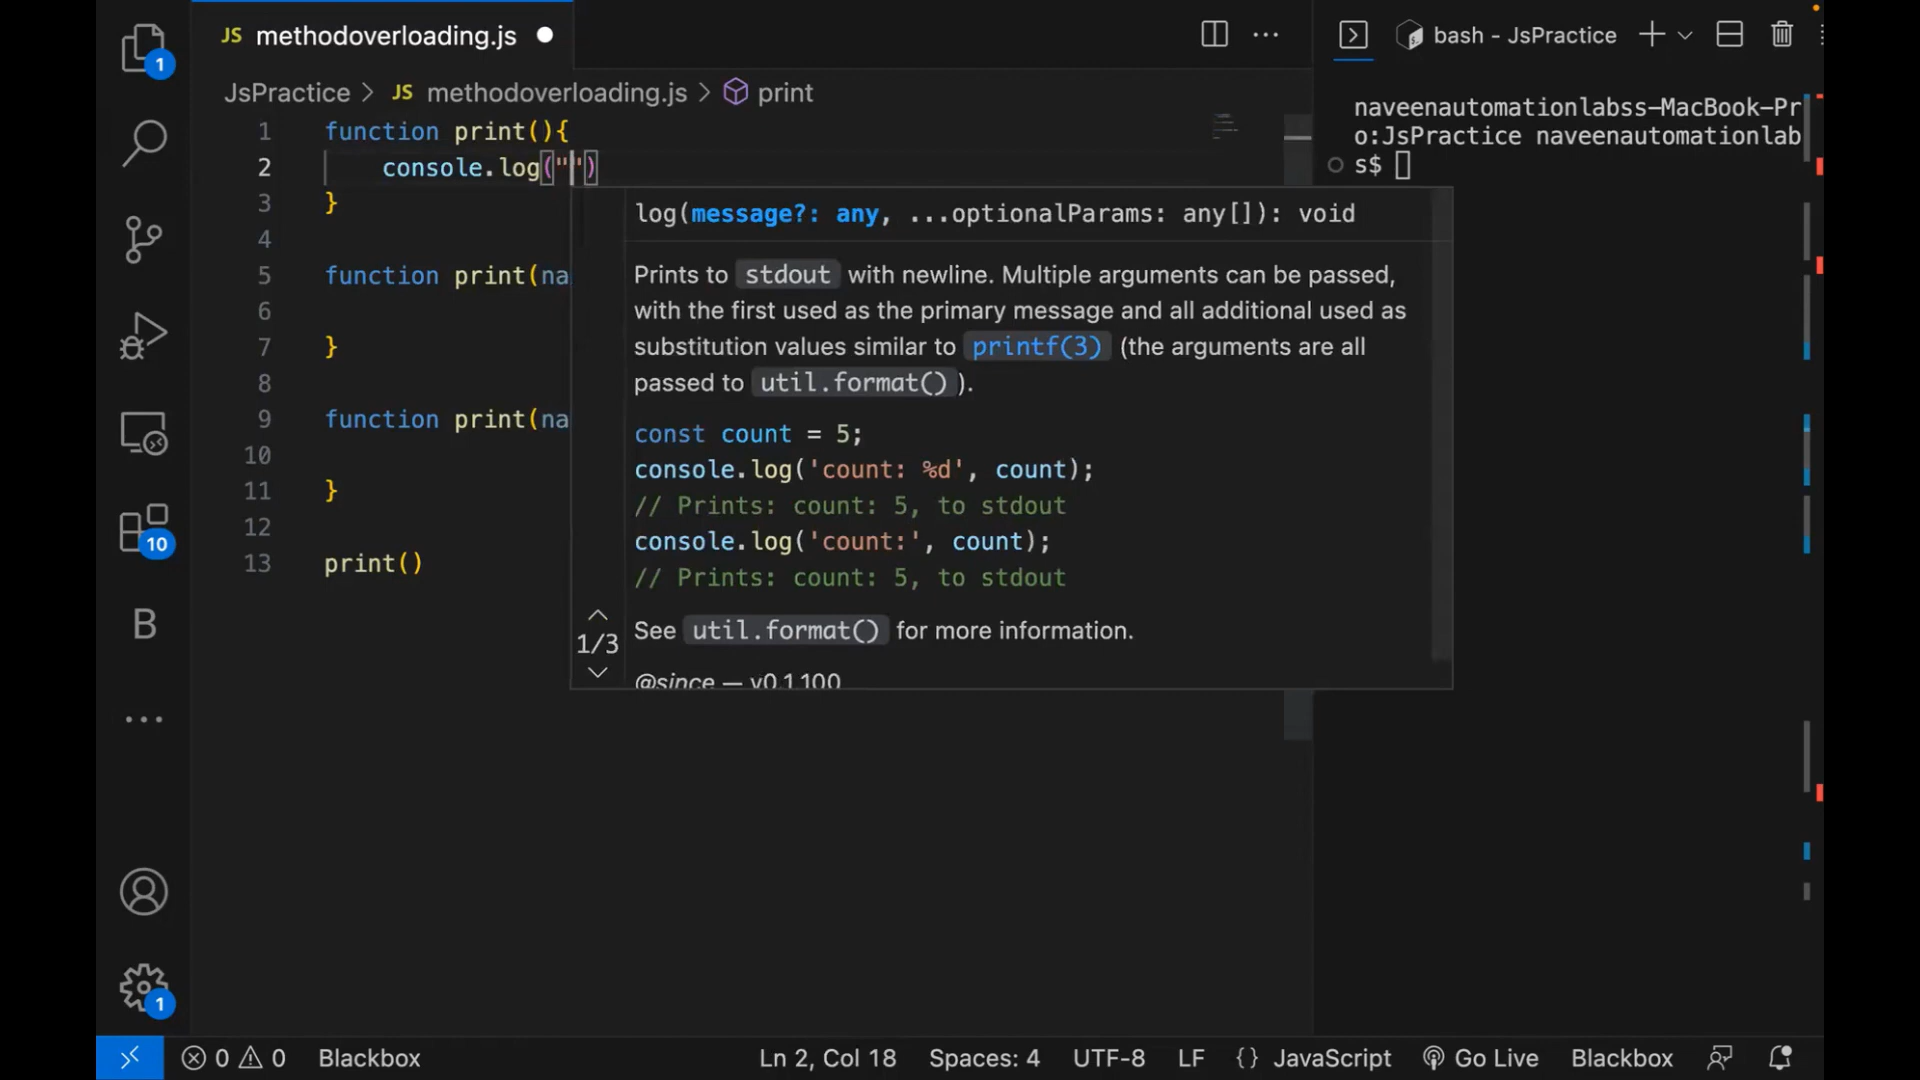 JS methodoverloading.js
bash - JsPractice
1
JsPractice > JS methodoverloading.js > print
naveenautomationlabss-MacBook-Pr
o:JsPractice naveenautomationlab
s$
1 function print(){
2 console.log("")
3 }
4
5 function print(na
6
7 }
8
9 function print(na
10
11 }
12
13 print()
log(message?: any, ...optionalParams: any[]): void
Prints to stdout with newline. Multiple arguments can be passed,
with the first used as the primary message and all additional used as
substitution values similar to printf(3) (the arguments are all
passed to util.format()).
const count = 5;
console.log('count: %d', count);
// Prints: count: 5, to stdout
console.log('count:', count);
// Prints: count: 5, to stdout
1/3
See util.format() for more information.
@since — v0.1.100
10
B
1
0 0 Blackbox Ln 2, Col 18 Spaces: 4 UTF-8 LF {} JavaScript Go Live Blackbox